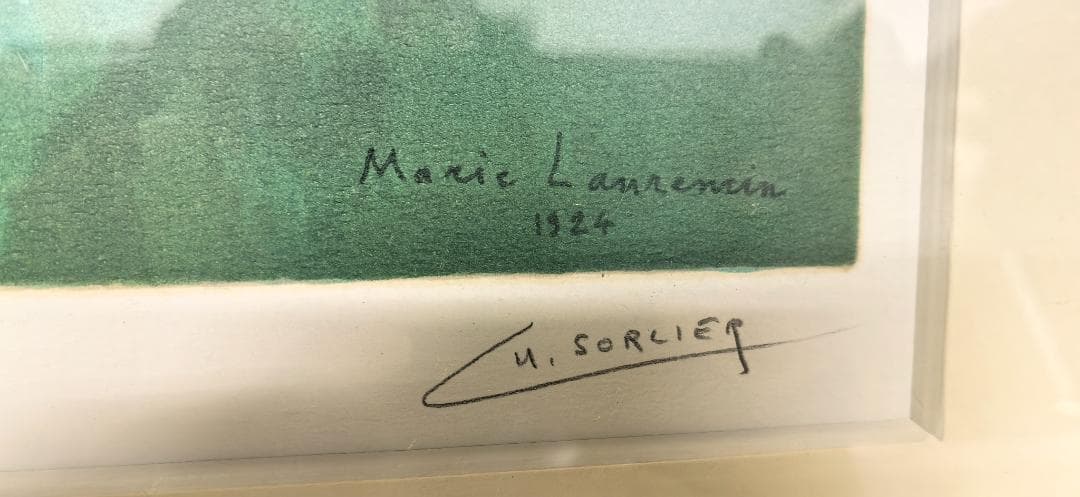 Marie Laurencin
1924
CH. SORLIER